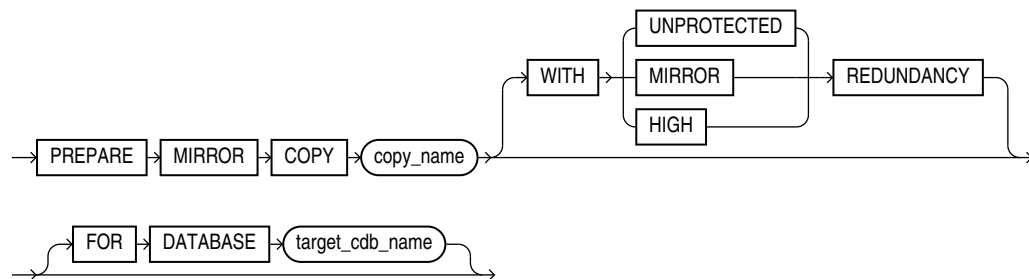 UNPROTECTED
WITH MIRROR REDUNDANCY
HIGH
PREPARE MIRROR COPY copy_name
FOR DATABASE target_cdb_name